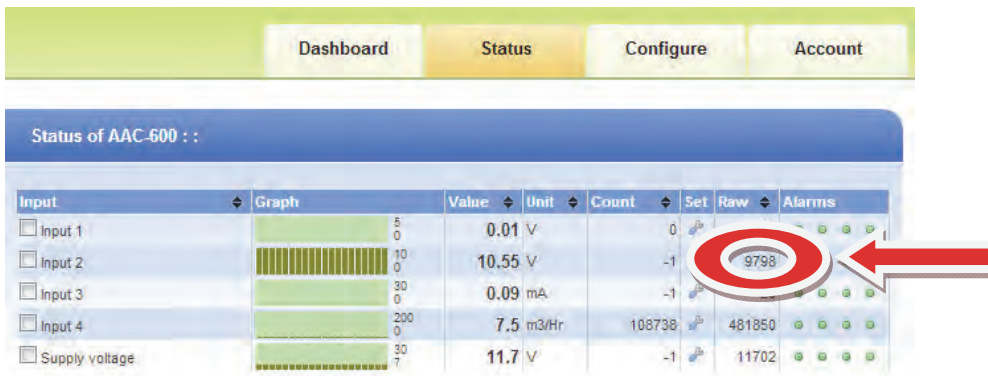 Dashboard Status Configure Account
Status of AAC-600 : :
Input Graph Value Unit Count Set Raw Alarms
Input 1 5 0 0.01 V 0
Input 2 10 0 10.55 V -1 9798
Input 3 30 0 0.09 mA -1
Input 4 200 0 7.5 m3/Hr 108738 481850
Supply voltage 30 7 11.7 V -1 11702